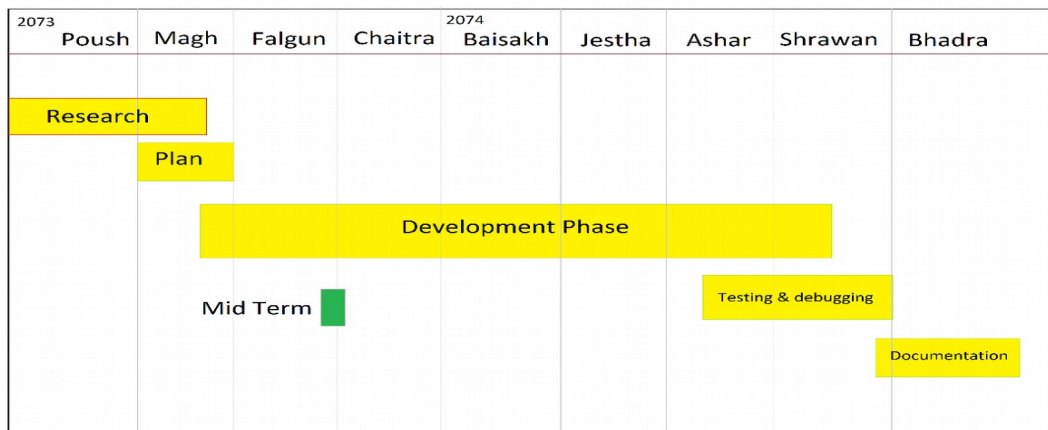 2073 2074
Poush Magh Falgun Chaitra Baisakh Jestha Ashar Shrawan Bhadra
Research
Plan
Development Phase
Mid Term
Testing & debugging
Documentation